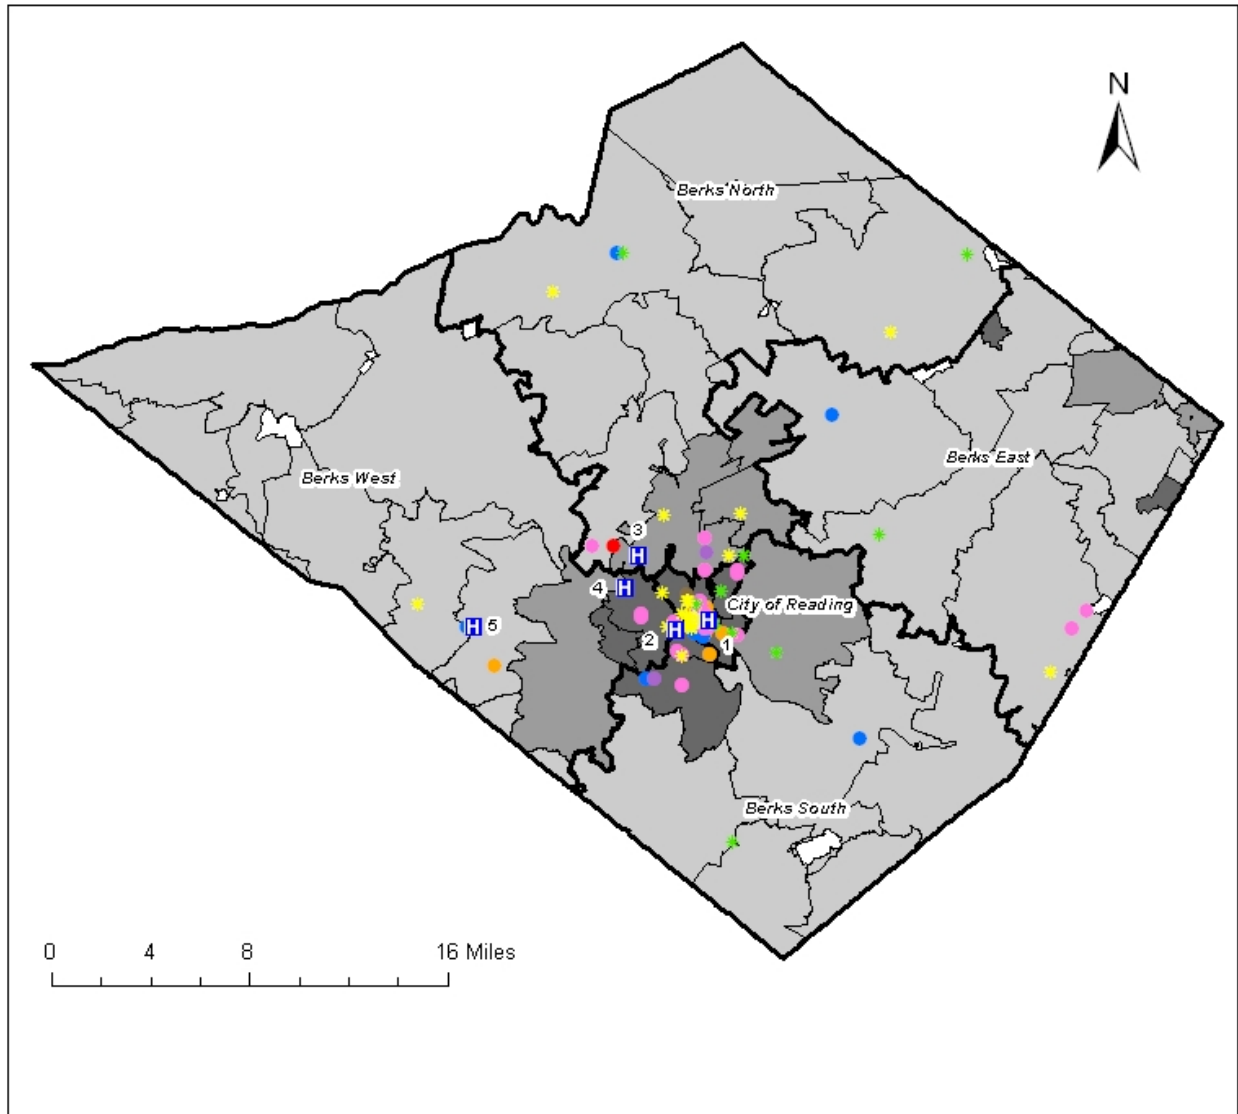 N
Berks North
Berks East
Berks West
3
H
4
H
City of Reading
H
5
H
H
2
1
Berks South
0
4
8
16 Miles